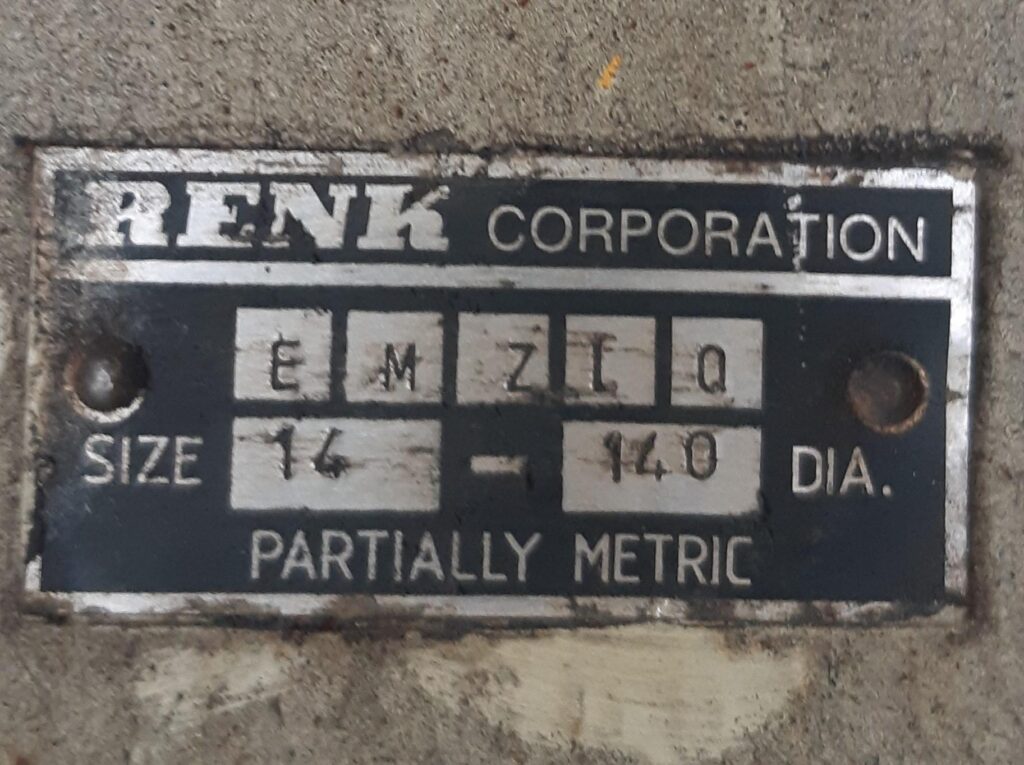 RENK CORPORATION
E M Z L Q
SIZE 14 - 140 DIA.
PARTIALLY METRIC